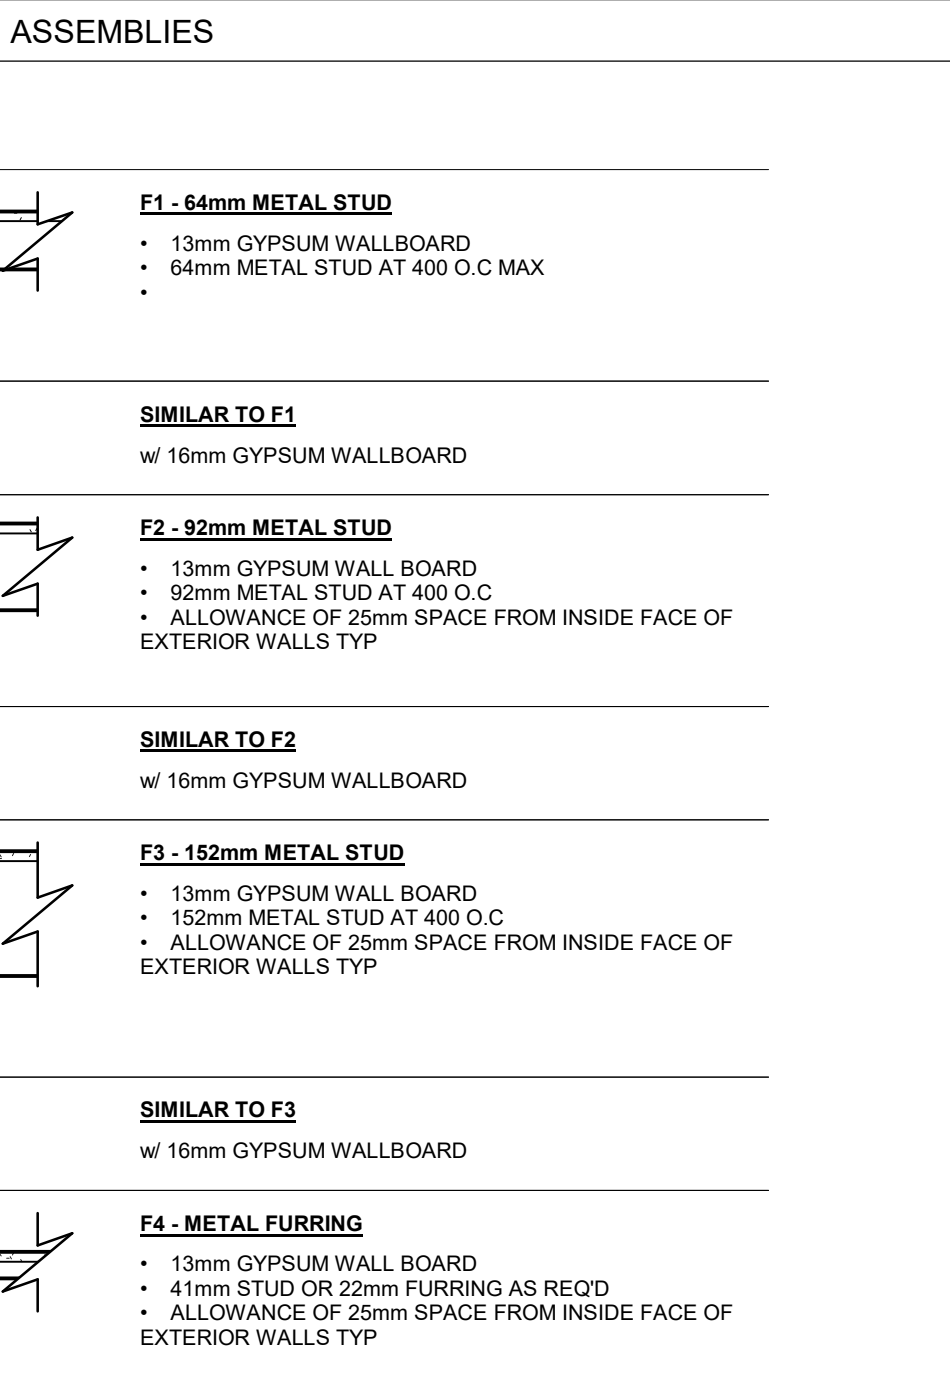 ASSEMBLIES
F1 - 64mm METAL STUD
• 13mm GYPSUM WALLBOARD
• 64mm METAL STUD AT 400 O.C MAX
•
SIMILAR TO F1
w/ 16mm GYPSUM WALLBOARD
F2 - 92mm METAL STUD
• 13mm GYPSUM WALL BOARD
• 92mm METAL STUD AT 400 O.C
• ALLOWANCE OF 25mm SPACE FROM INSIDE FACE OF
EXTERIOR WALLS TYP
SIMILAR TO F2
w/ 16mm GYPSUM WALLBOARD
F3 - 152mm METAL STUD
• 13mm GYPSUM WALL BOARD
• 152mm METAL STUD AT 400 O.C
• ALLOWANCE OF 25mm SPACE FROM INSIDE FACE OF
EXTERIOR WALLS TYP
SIMILAR TO F3
w/ 16mm GYPSUM WALLBOARD
F4 - METAL FURRING
• 13mm GYPSUM WALL BOARD
• 41mm STUD OR 22mm FURRING AS REQ'D
• ALLOWANCE OF 25mm SPACE FROM INSIDE FACE OF
EXTERIOR WALLS TYP